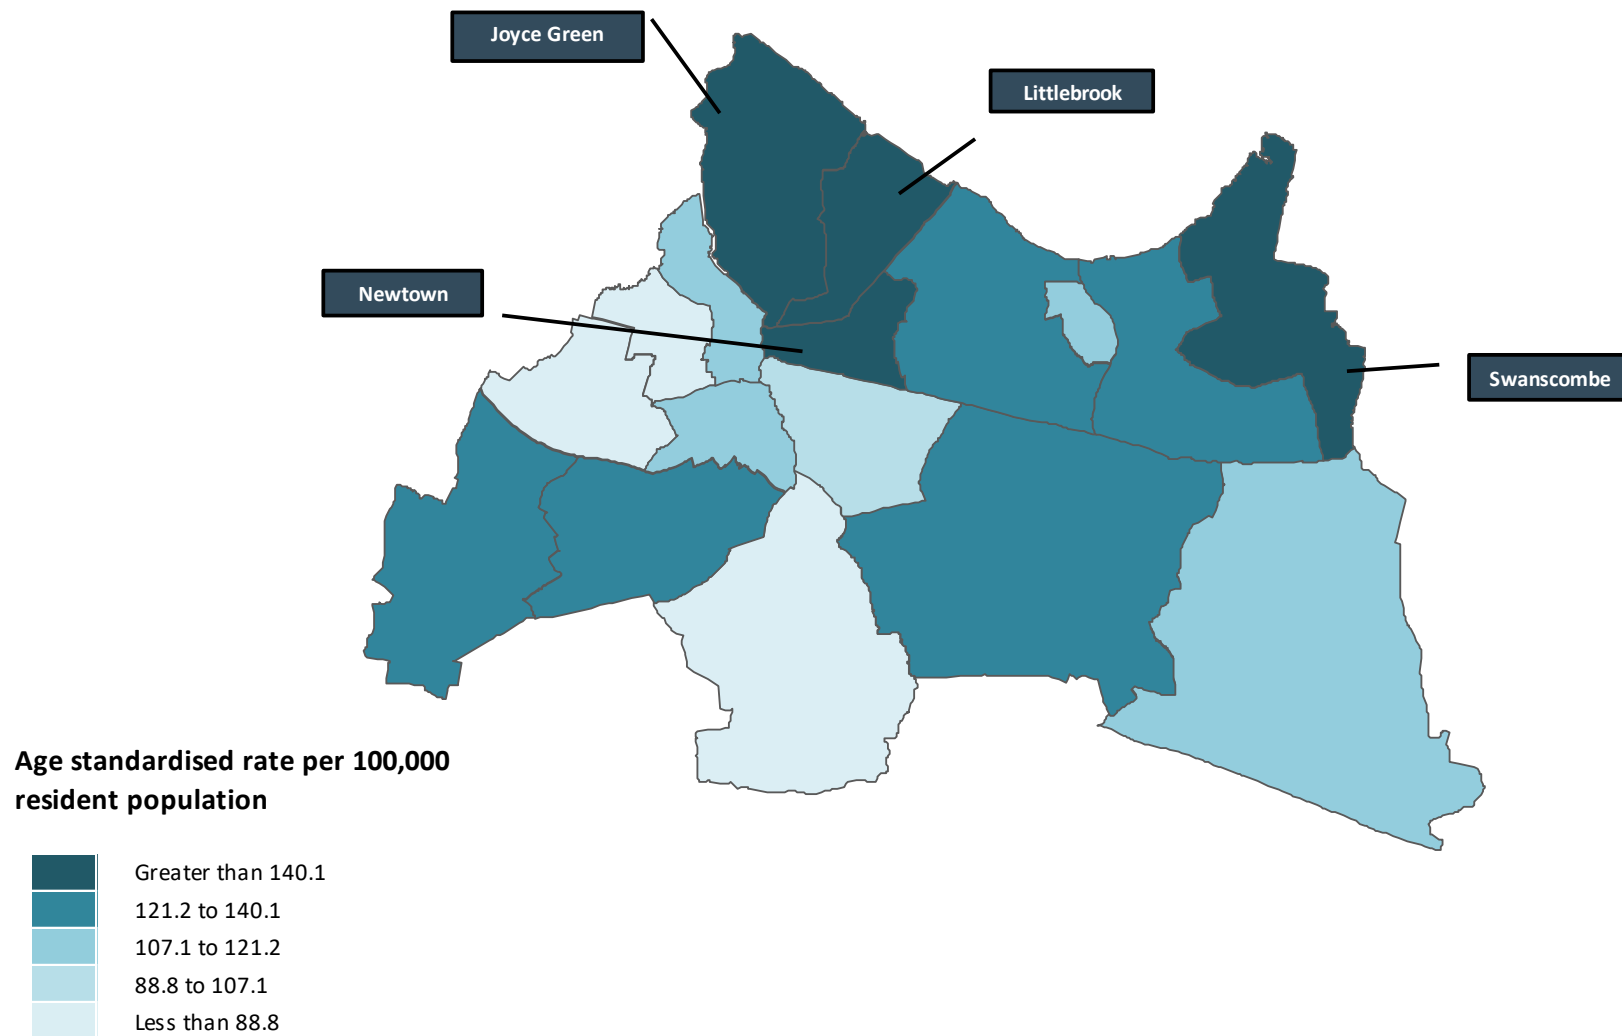 Joyce Green
Littlebrook
Newtown
Swanscombe
Age standardised rate per 100,000
resident population
Greater than 140.1
121.2 to 140.1
107.1 to 121.2
88.8 to 107.1
Less than 88.8